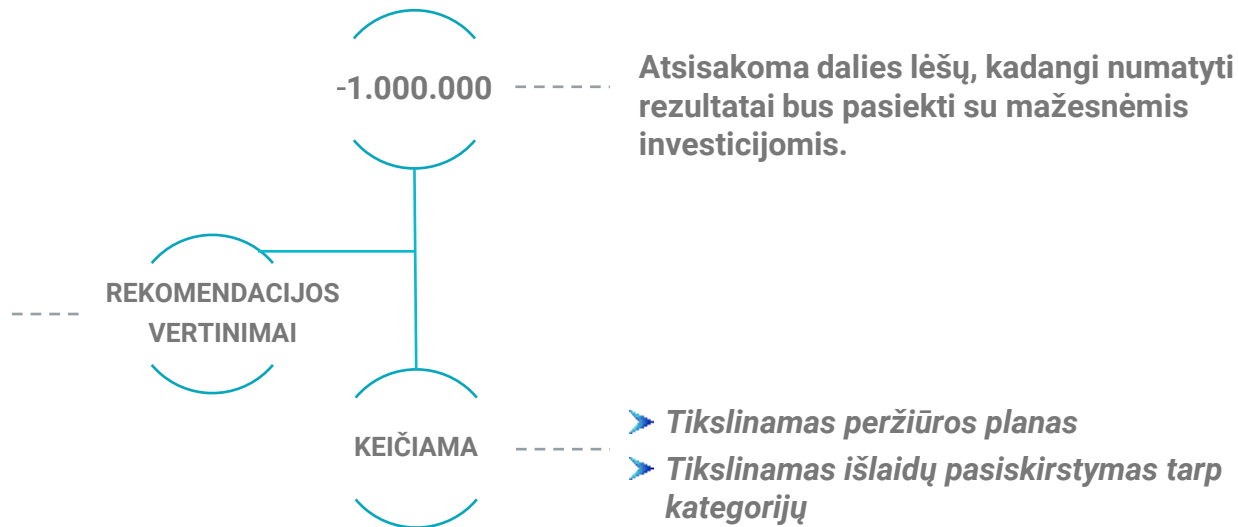 -1.000.000
Atsisakoma dalies lėšų, kadangi numatyti
rezultatai bus pasiekti su mažesnėmis
investicijomis.
REKOMENDACIJOS
VERTINIMAI
KEIČIAMA
Tikslinamas peržiūros planas
Tikslinamas išlaidų pasiskirstymas tarp
kategorijų